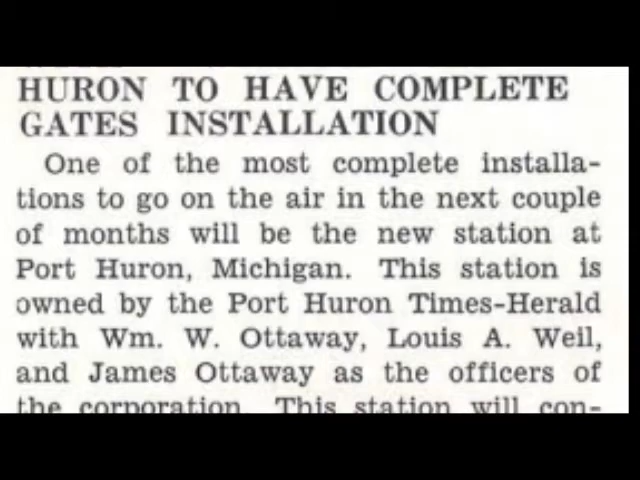 HURON TO HAVE COMPLETE
GATES INSTALLATION
One of the most complete installa-
tions to go on the air in the next couple
of months will be the new station at
Port Huron, Michigan. This station is
owned by the Port Huron Times-Herald
with Wm. W. Ottaway, Louis A. Weil,
and James Ottaway as the officers of
the corporation. This station will con-